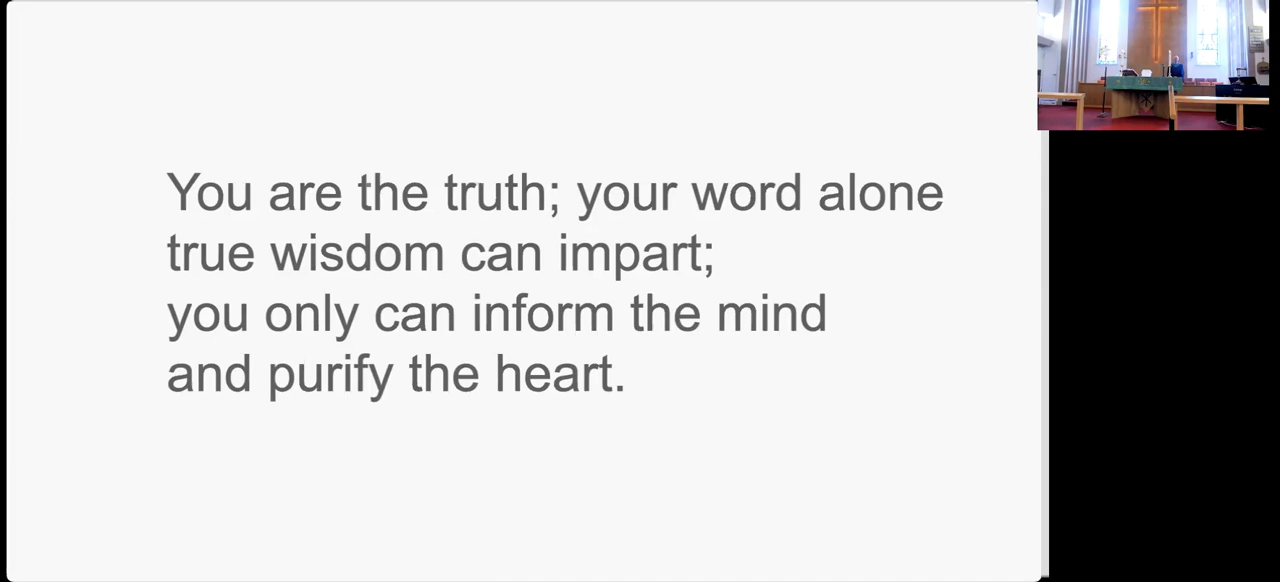 You are the truth; your word alone
true wisdom can impart;
you only can inform the mind
and purify the heart.